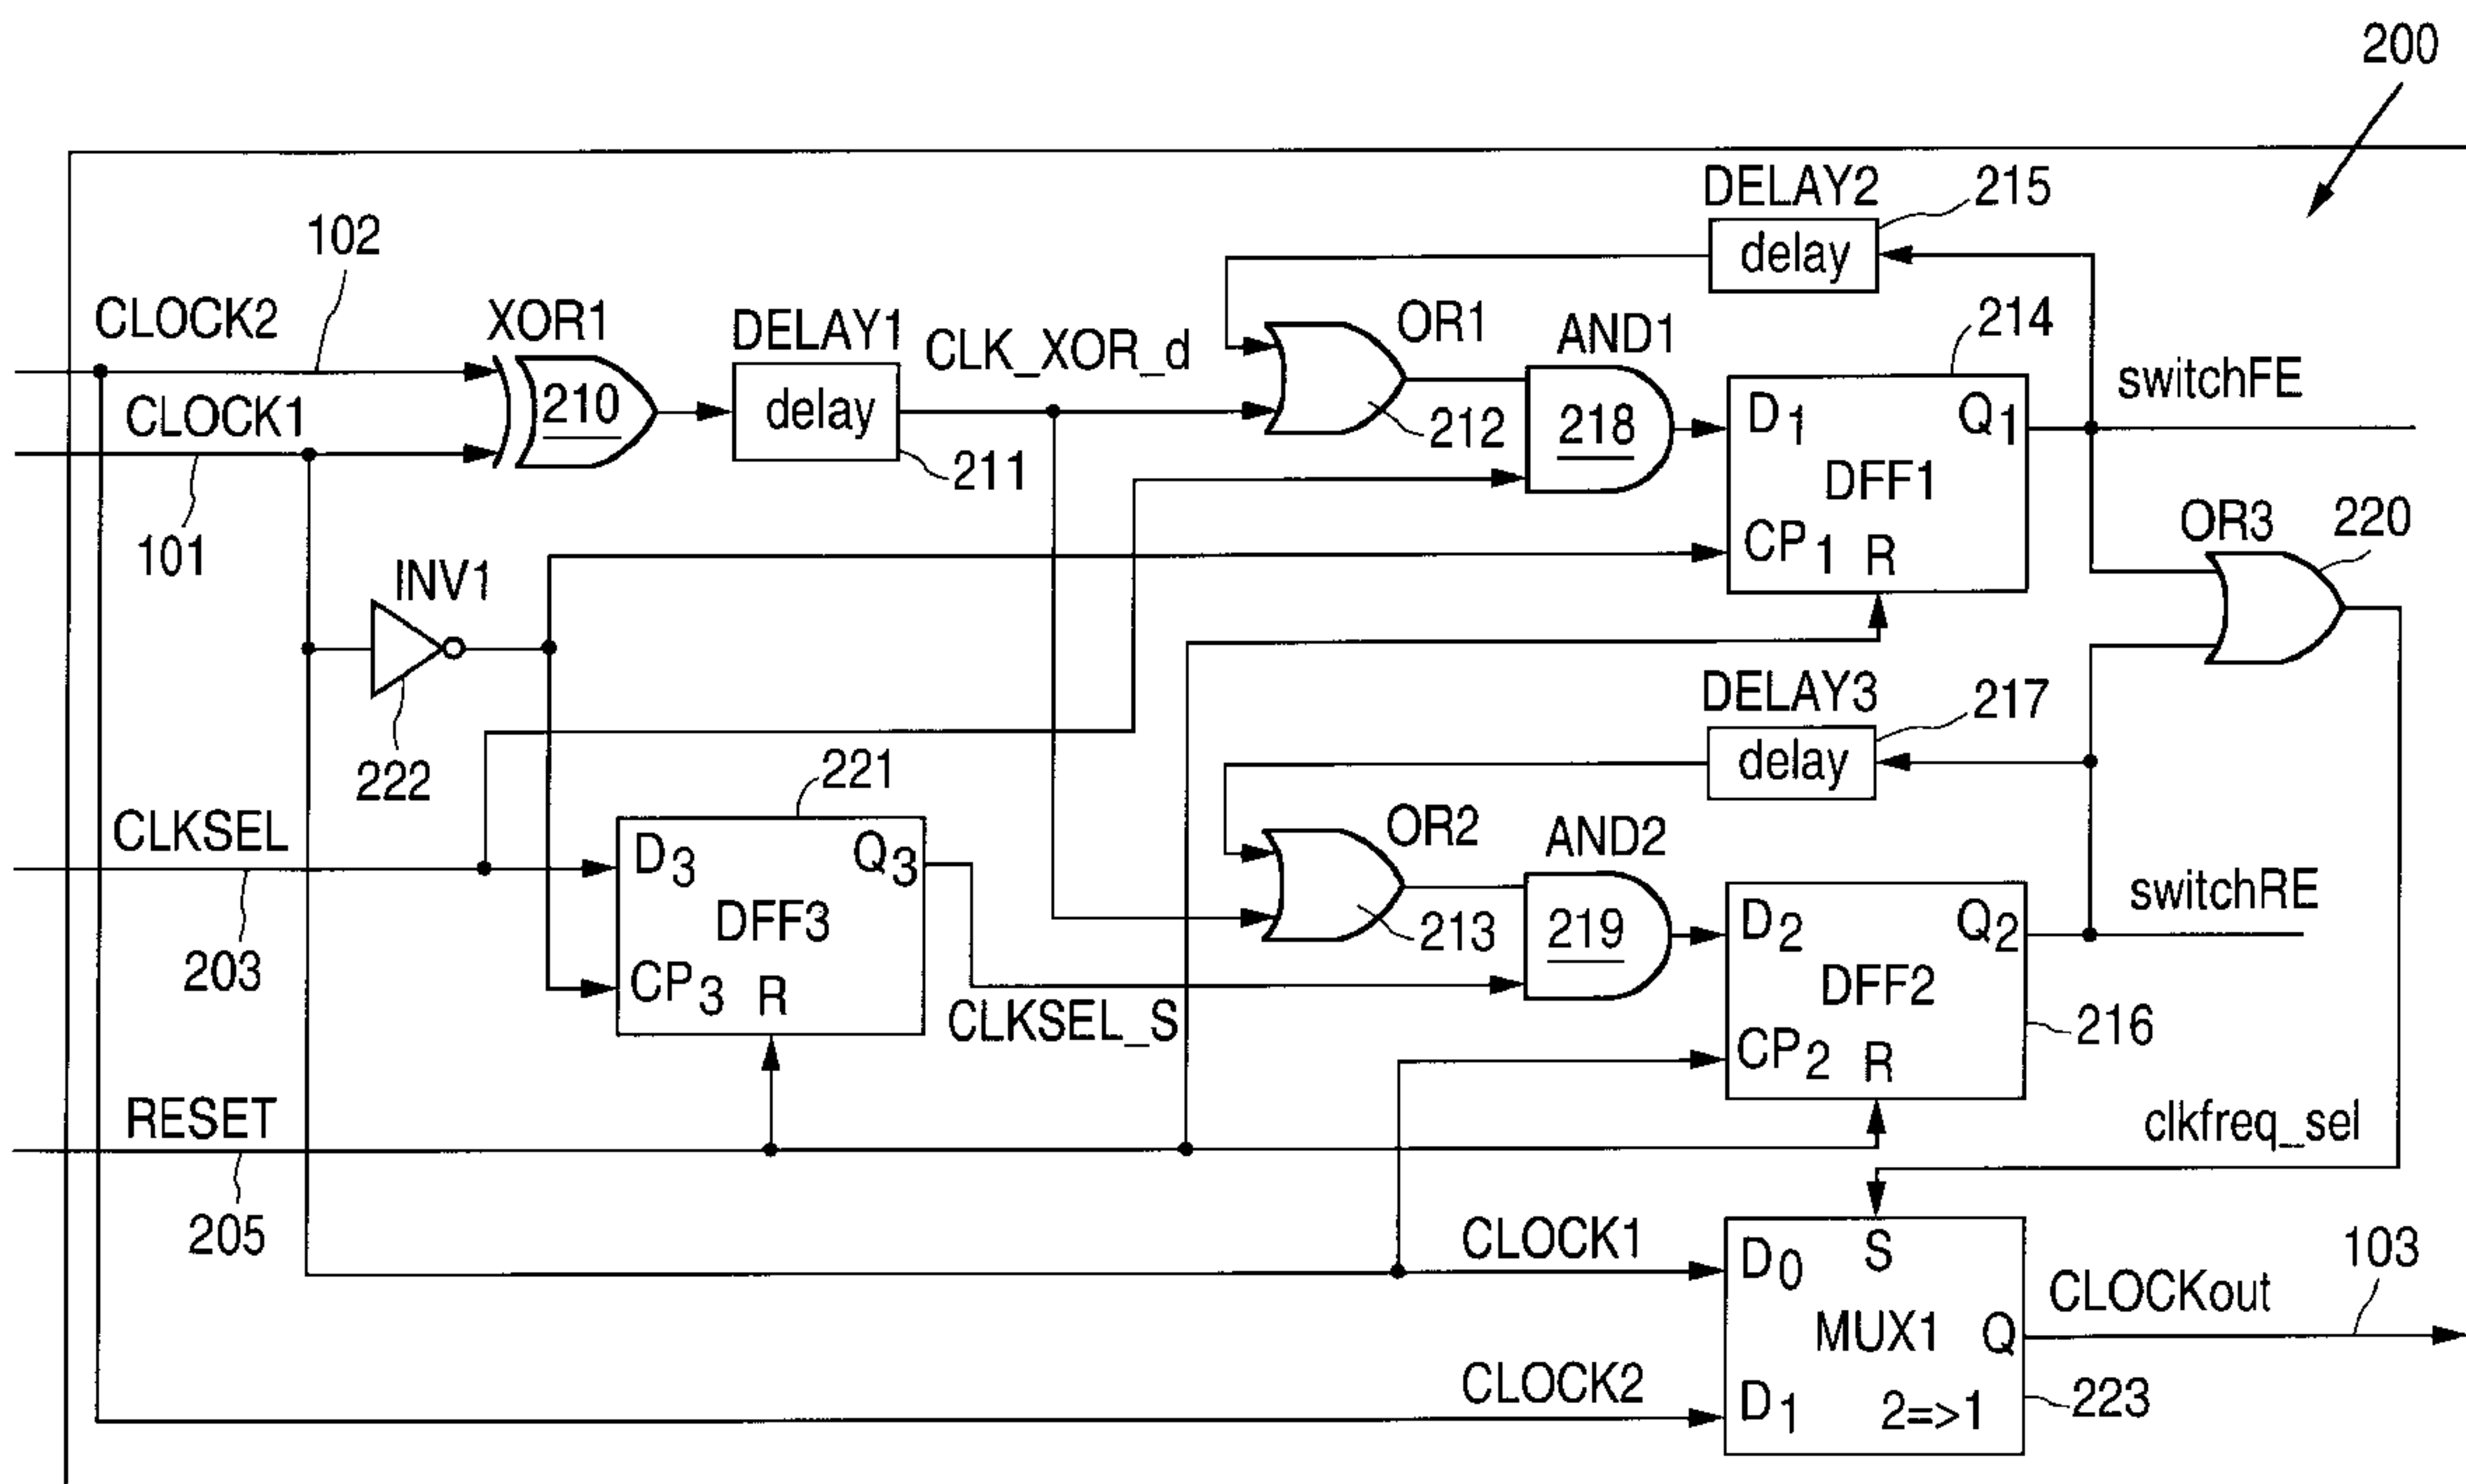 200
DELAY2
215
delay
102
CLOCK2
XOR1
DELAY1
CLK_XOR_d
OR1
AND1
214
switchFE
CLOCK1
210
delay
212
218
D1
Q1
211
DFF1
OR3
220
101
INV1
CP1
R
DELAY3
217
222
221
delay
CLKSEL
D3
Q3
OR2
AND2
switchRE
203
DFF3
213
219
D2
Q2
CP3
R
CLKSEL_S
DFF2
216
CP2
R
RESET
clkfreq_sel
205
CLOCK1
D0
S
103
CLOCKout
MUX1
Q
CLOCK2
D1
2=>1
223